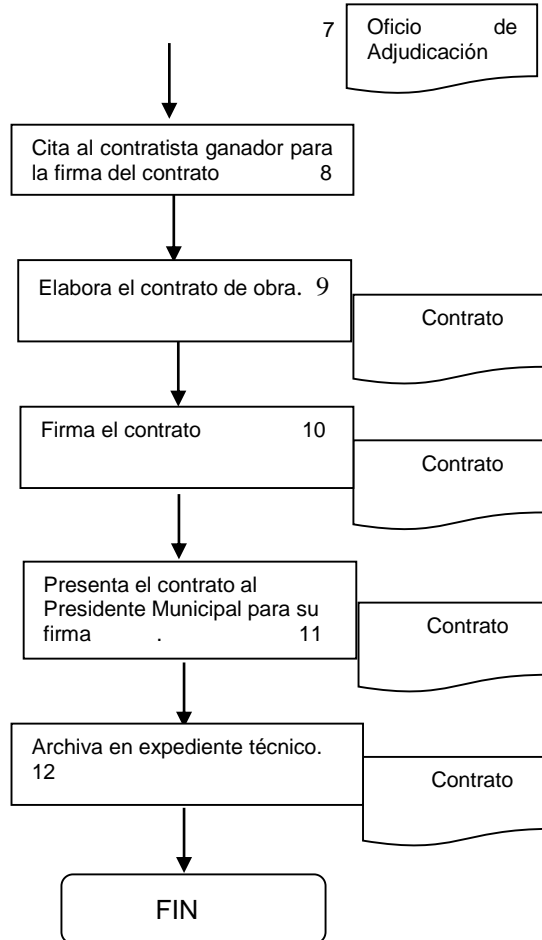 7 Oficio de
Adjudicación
Cita al contratista ganador para
la firma del contrato 8
Elabora el contrato de obra. 9
Contrato
Firma el contrato 10
Contrato
Presenta el contrato al
Presidente Municipal para su
firma . 11
Contrato
Archiva en expediente técnico.
12
Contrato
FIN